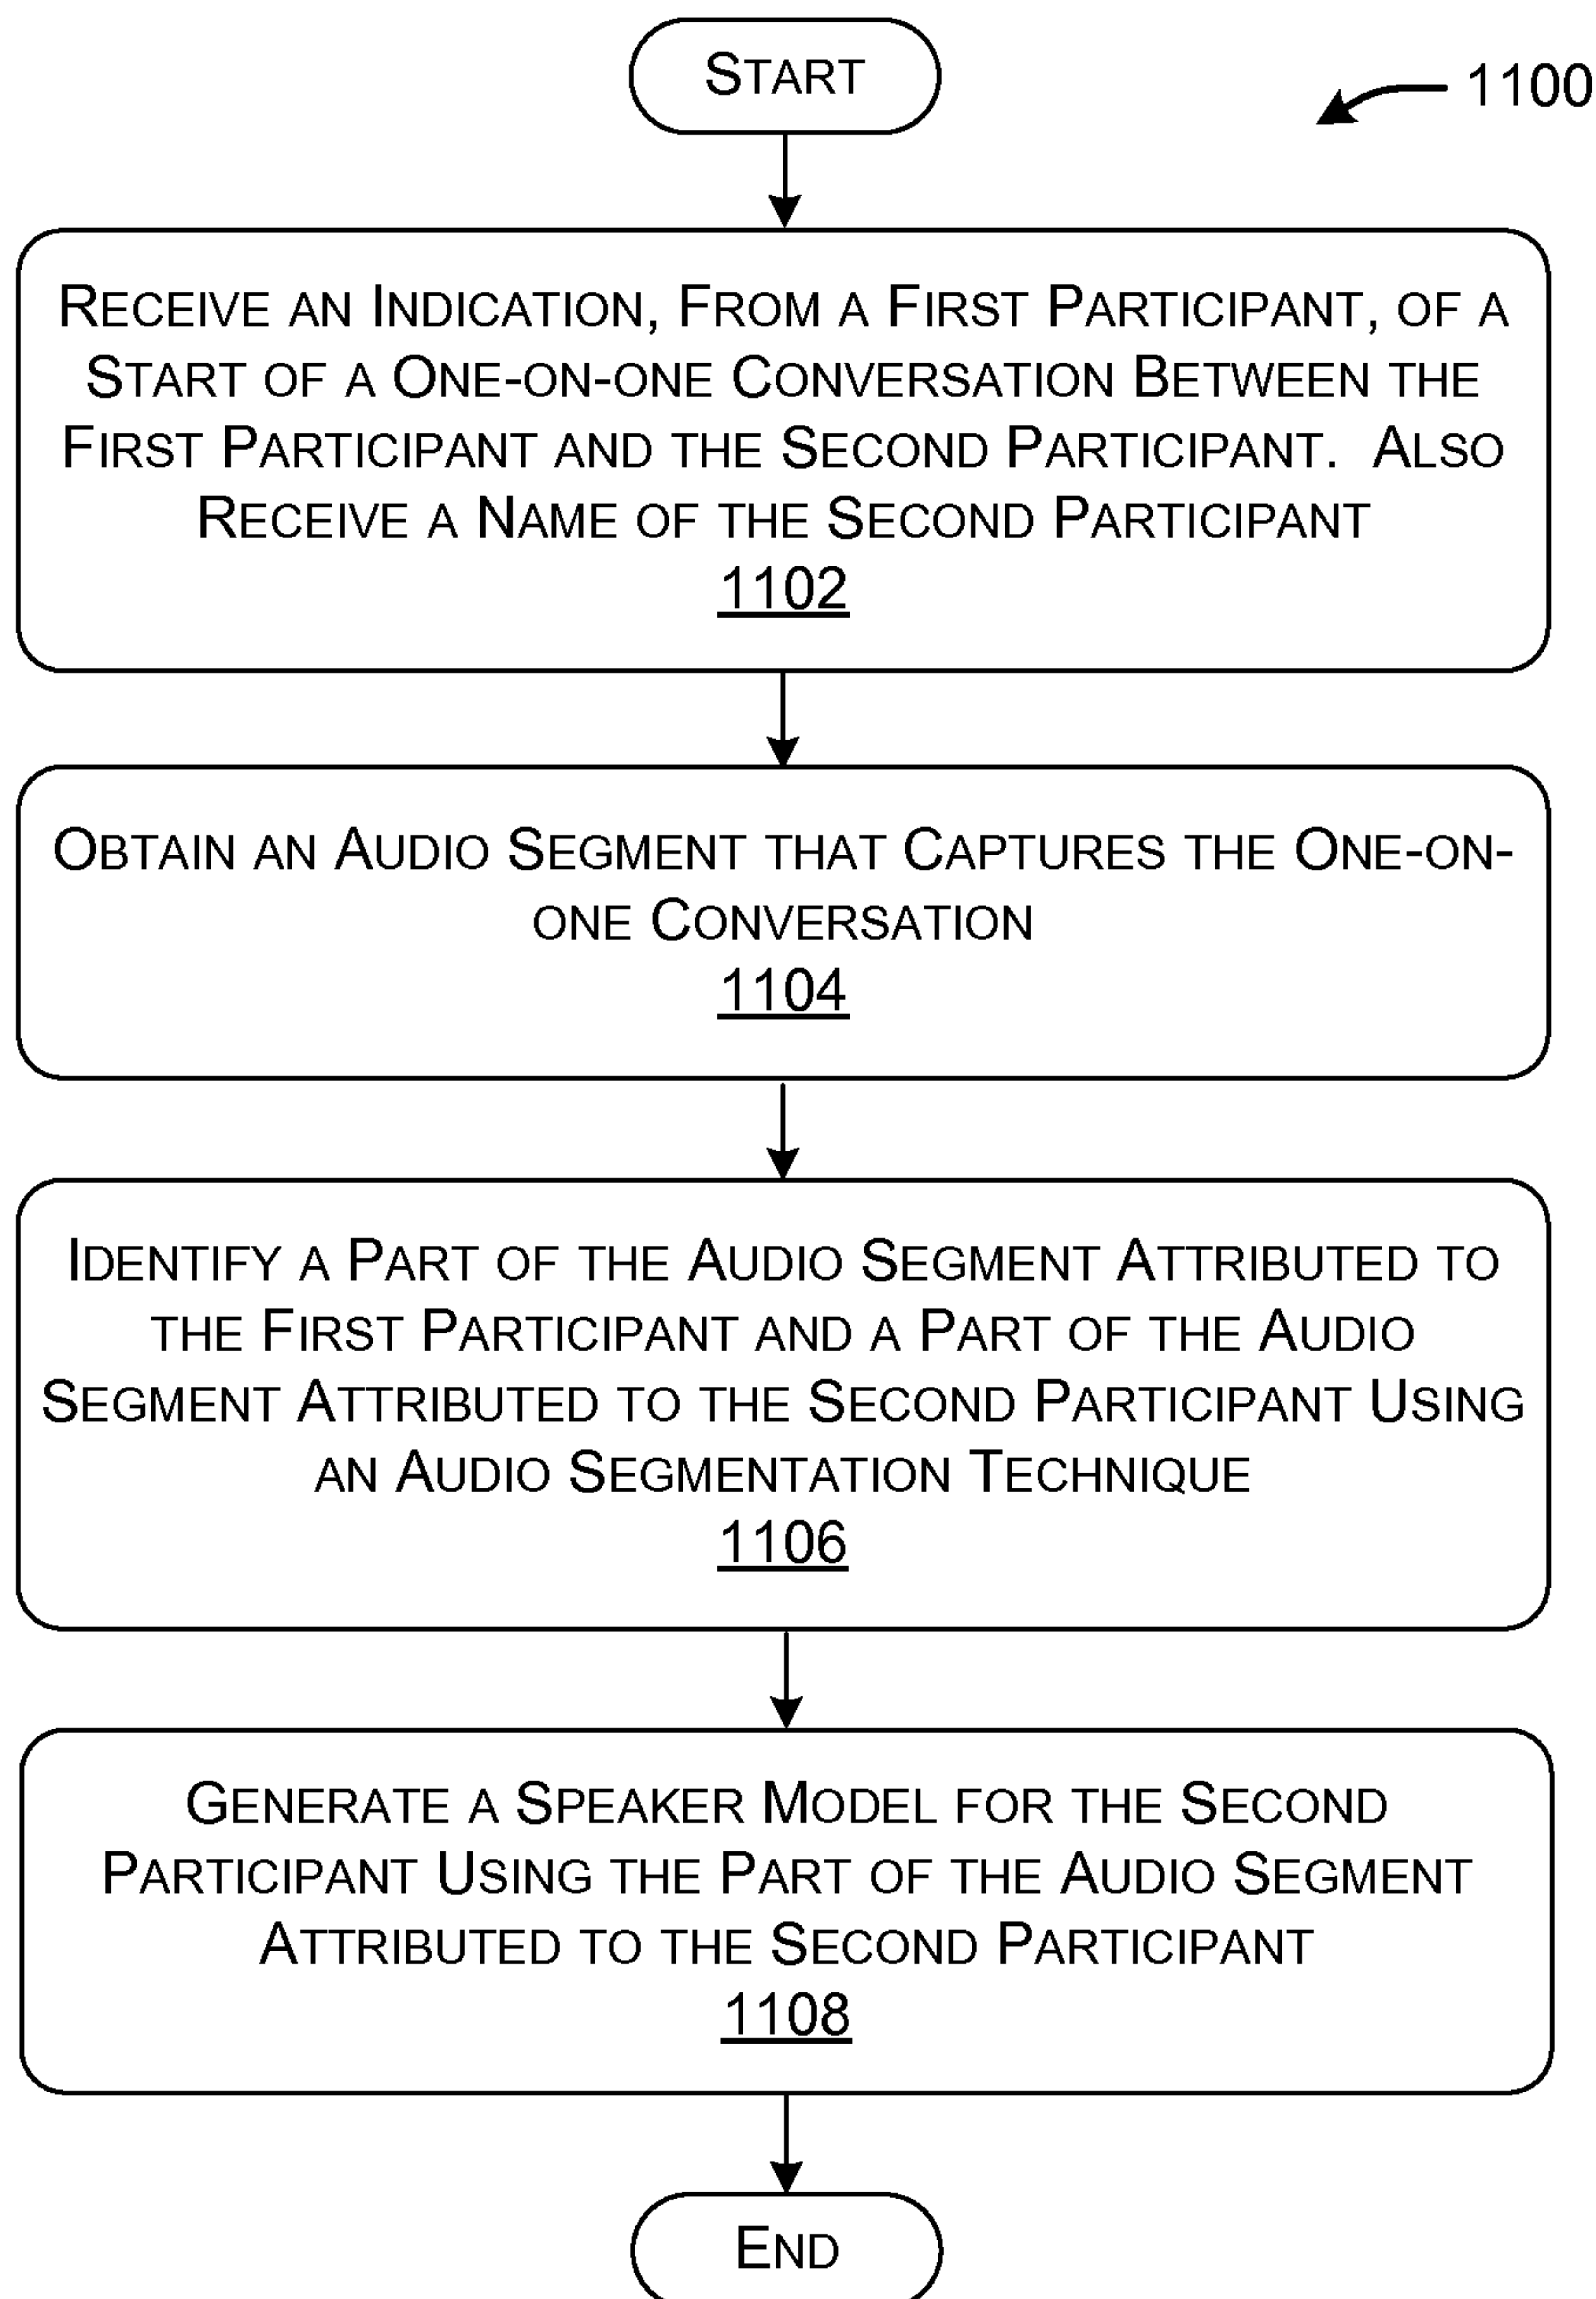 START
1100
RECEIVE AN INDICATION, FROM A FIRST PARTICIPANT, OF A
START OF A ONE-ON-ONE CONVERSATION BETWEEN THE
FIRST PARTICIPANT AND THE SECOND PARTICIPANT. ALSO
RECEIVE A NAME OF THE SECOND PARTICIPANT
1102
OBTAIN AN AUDIO SEGMENT THAT CAPTURES THE ONE-ON-
ONE CONVERSATION
1104
IDENTIFY A PART OF THE AUDIO SEGMENT ATTRIBUTED TO
THE FIRST PARTICIPANT AND A PART OF THE AUDIO
SEGMENT ATTRIBUTED TO THE SECOND PARTICIPANT USING
AN AUDIO SEGMENTATION TECHNIQUE
1106
GENERATE A SPEAKER MODEL FOR THE SECOND
PARTICIPANT USING THE PART OF THE AUDIO SEGMENT
ATTRIBUTED TO THE SECOND PARTICIPANT
1108
END